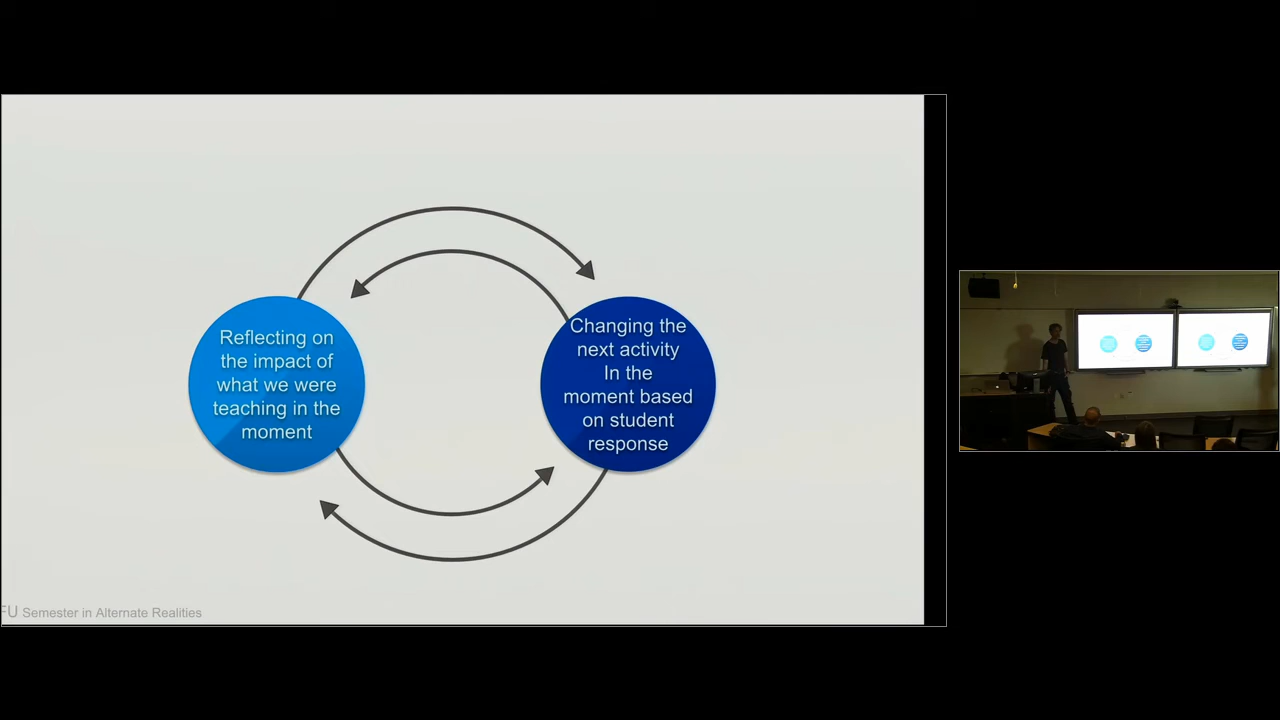 Reflecting on
the impact of
what we were
teaching in the
moment
Changing the
next activity
In the
moment based
on student
response
FU Semester in Alternate Realities